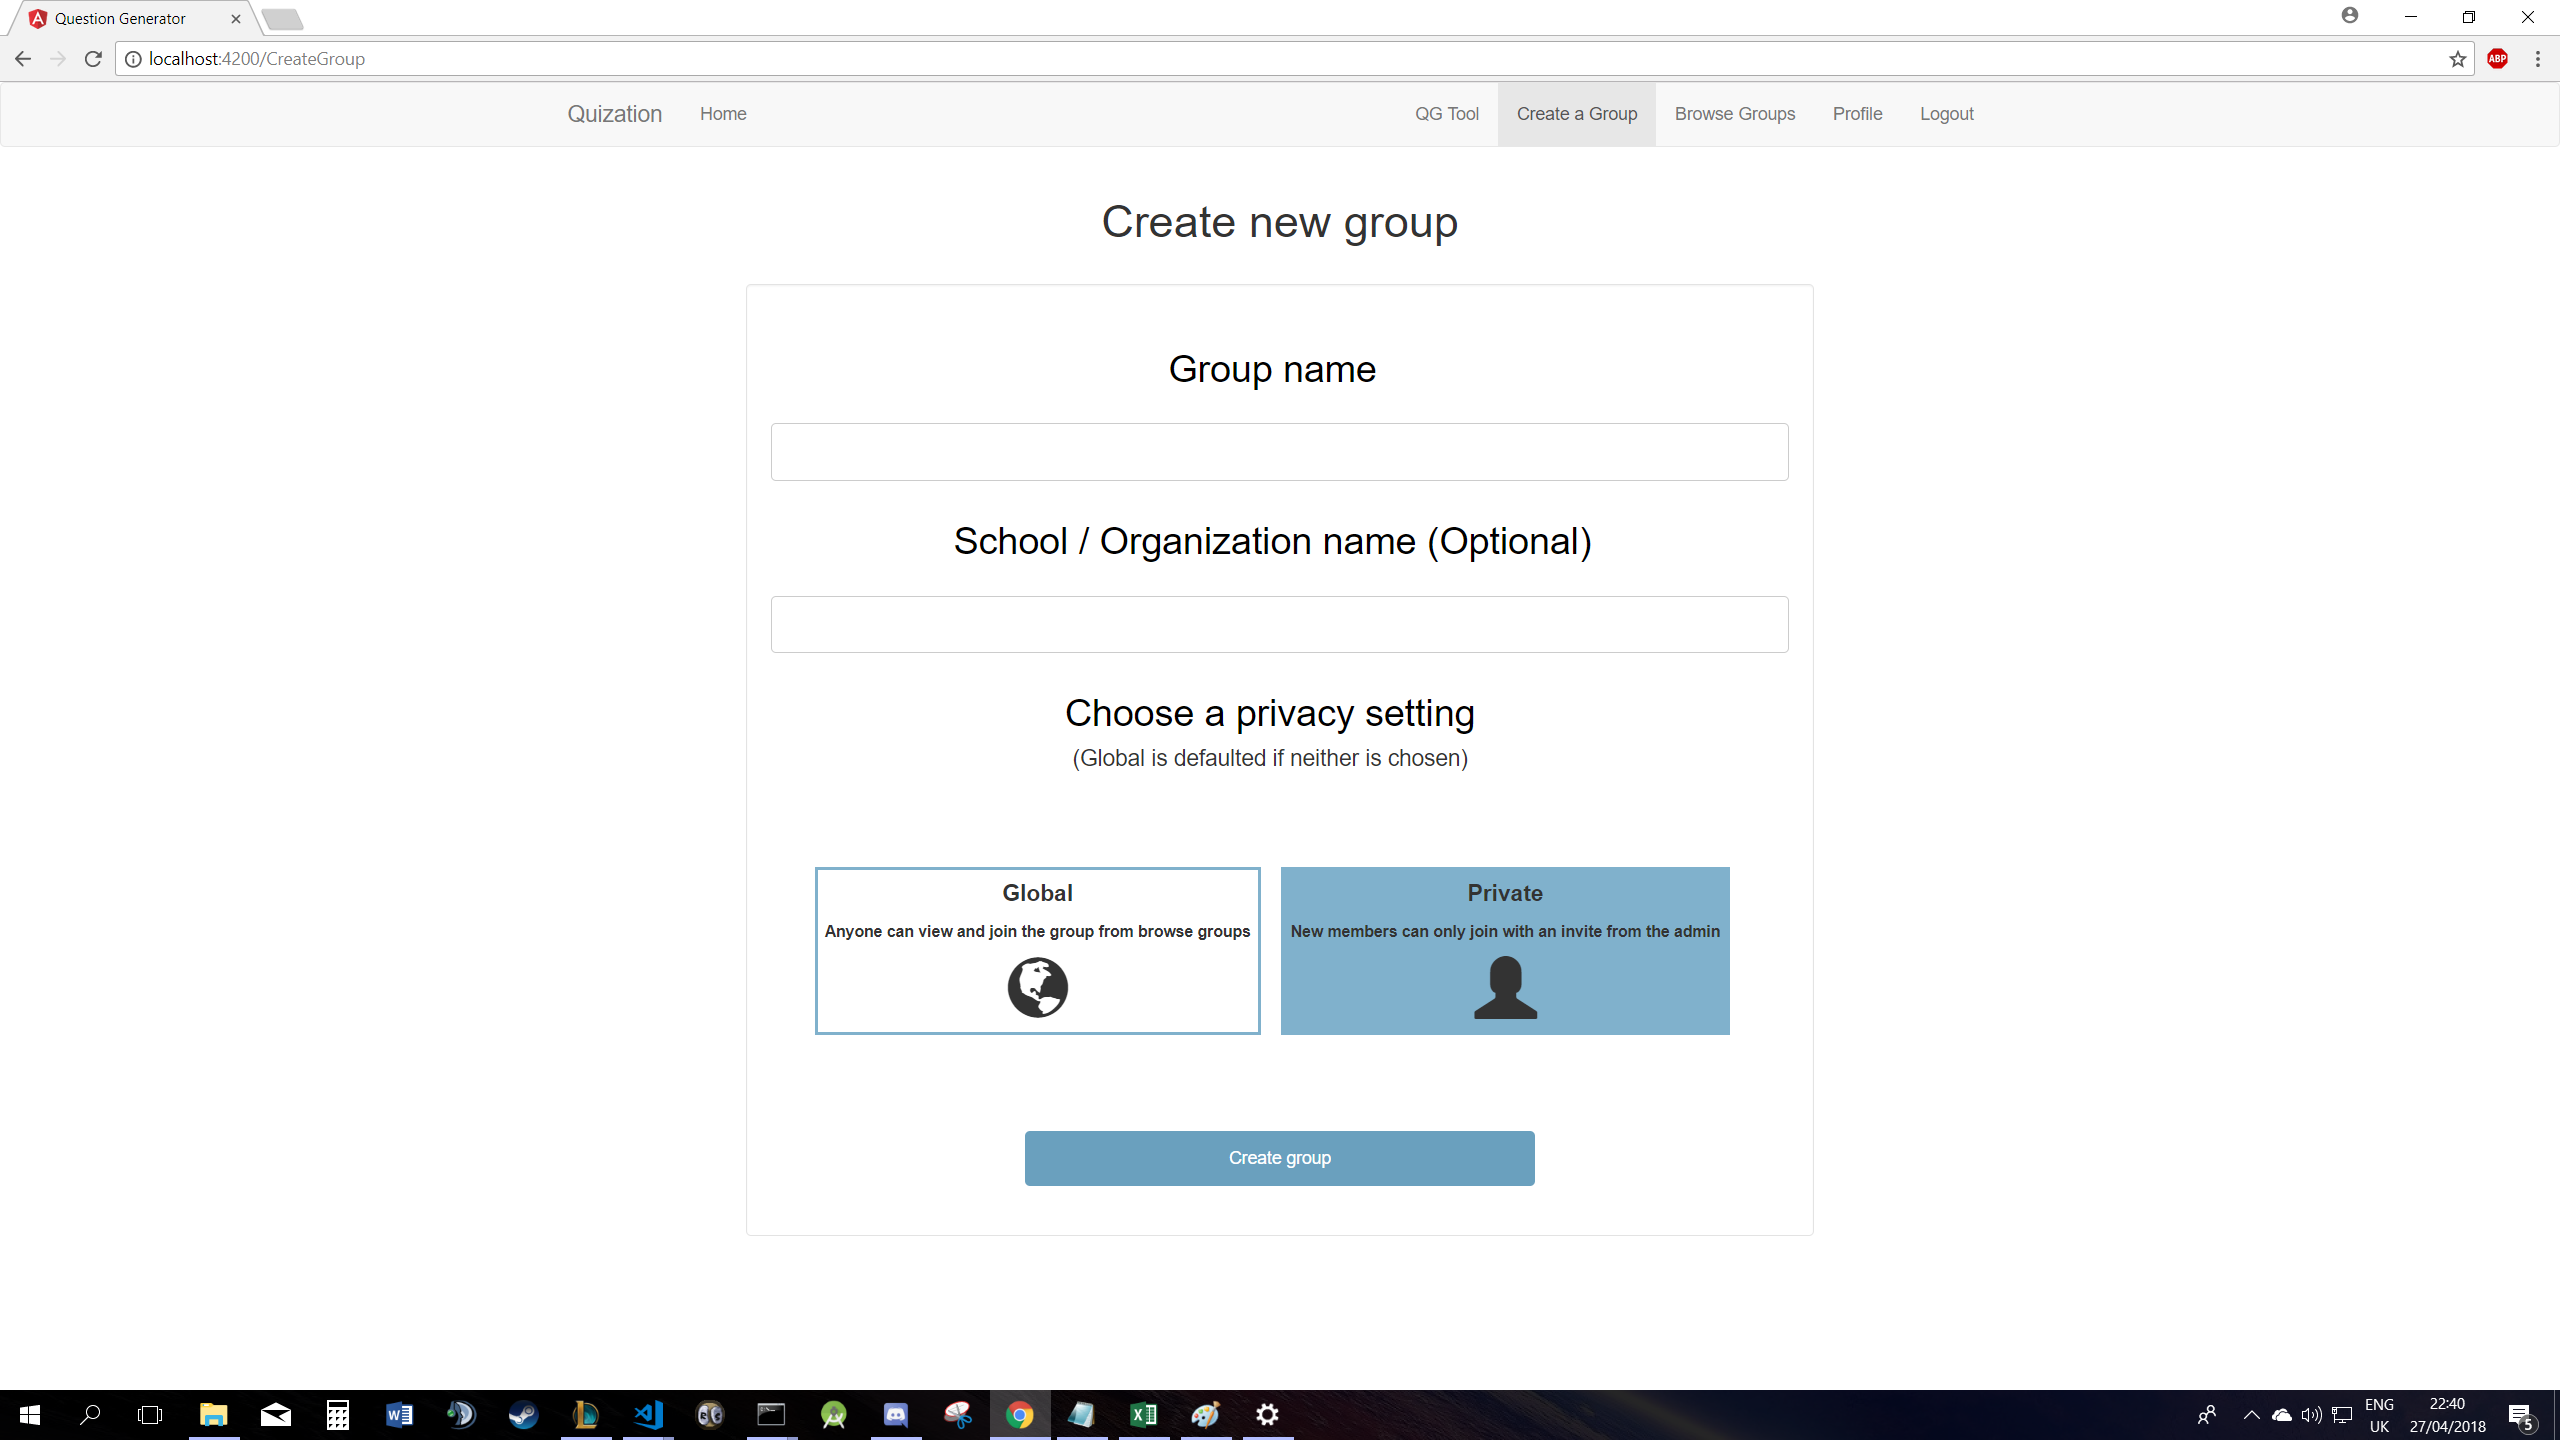 Question Generator
localhost:4200/CreateGroup
ABP
Quization Home QG Tool Create a Group Browse Groups Profile Logout
Create new group
Group name
School / Organization name (Optional)
Choose a privacy setting
(Global is defaulted if neither is chosen)
Global
Anyone can view and join the group from browse groups
Private
New members can only join with an invite from the admin
Create group
ENG
UK
22:40
27/04/2018
5